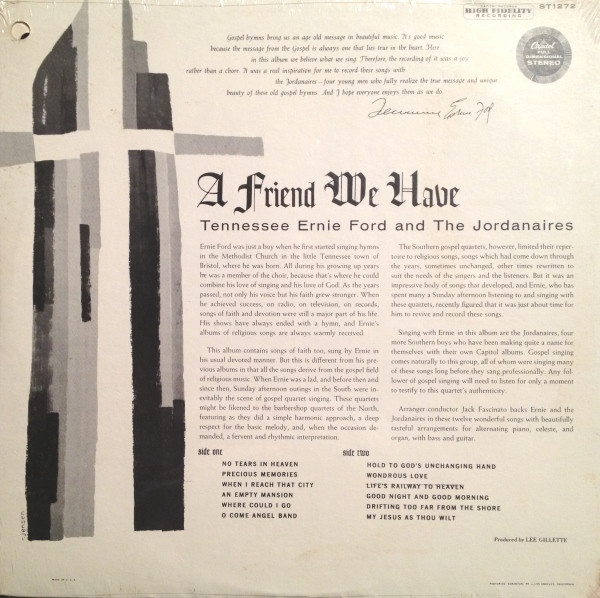 HIGH FIDELITY
RECORDING
ST1272
Capitol
FULL
DIMENSIONAL
STEREO
Gospel hymns bring us an age old message in beautiful music. It's good music
because the message from the Gospel is always one that lies true in the heart. Here
in this album we believe what we sing. Therefore, the recording of it was a joy
rather than a chore. It was a real inspiration for me to record these songs with
the Jordanaires – four young men who fully realize the true message and unique
beauty of these old gospel hymns. And I hope everyone enjoys them as we do.
Tennessee Ernie Ford
A Friend We Have
Tennessee Ernie Ford and The Jordanaires
Ernie Ford was just a boy when he first started singing hymns
in the Methodist Church in the little Tennessee town of
Bristol, where he was born. All during his growing up years
he was a member of the choir, because that's where he could
combine his love of singing and his love of God. As the years
passed, not only his voice but his faith grew stronger. When
he achieved success, on radio, on television, on records,
songs of faith and devotion were still a major part of his life.
His shows have always ended with a hymn, and Ernie's
albums of religious songs are always warmly received.
This album contains songs of faith too, sung by Ernie in
his usual devoted manner. But this is different from his pre-
vious albums in that all the songs derive from the gospel field
of religious music. When Ernie was a lad, and before then and
since then, Sunday afternoon outings in the South were in-
evitably the scene of gospel quartet singing. These quartets
might be likened to the barbershop quartets of the North,
featuring as they did a simple harmonic approach, a deep
respect for the basic melody, and, when the occasion de-
manded, a fervent and rhythmic interpretation.
The Southern gospel quartets, however, limited their reper-
toire to religious songs, songs which had come down through
the years, sometimes unchanged, other times rewritten to
suit the needs of the singers and the listeners. But it was an
impressive body of songs that developed, and Ernie, who has
spent many a Sunday afternoon listening to and singing with
these quartets, recently figured that it was just about time for
him to revive and record these songs.
Singing with Ernie in this album are the Jordanaires, four
more Southern boys who have been making quite a name for
themselves with their own Capitol albums. Gospel singing
comes naturally to this group, all of whom were singing many
of these songs long before they sang professionally. Any fol-
lower of gospel singing will need to listen for only a moment
to testify to this quartet's authenticity.
Arranger-conductor Jack Fascinato backs Ernie and the
Jordanaires in these twelve wonderful songs with beautifully
tasteful arrangements for alternating piano, celeste, and
organ, with bass and guitar.
side one
NO TEARS IN HEAVEN
PRECIOUS MEMORIES
WHEN I REACH THAT CITY
AN EMPTY MANSION
WHERE COULD I GO
O COME ANGEL BAND
side two
HOLD TO GOD'S UNCHANGING HAND
WONDROUS LOVE
LIFE'S RAILWAY TO HEAVEN
GOOD NIGHT AND GOOD MORNING
DRIFTING TOO FAR FROM THE SHORE
MY JESUS AS THOU WILT
Produced by LEE GILLETTE